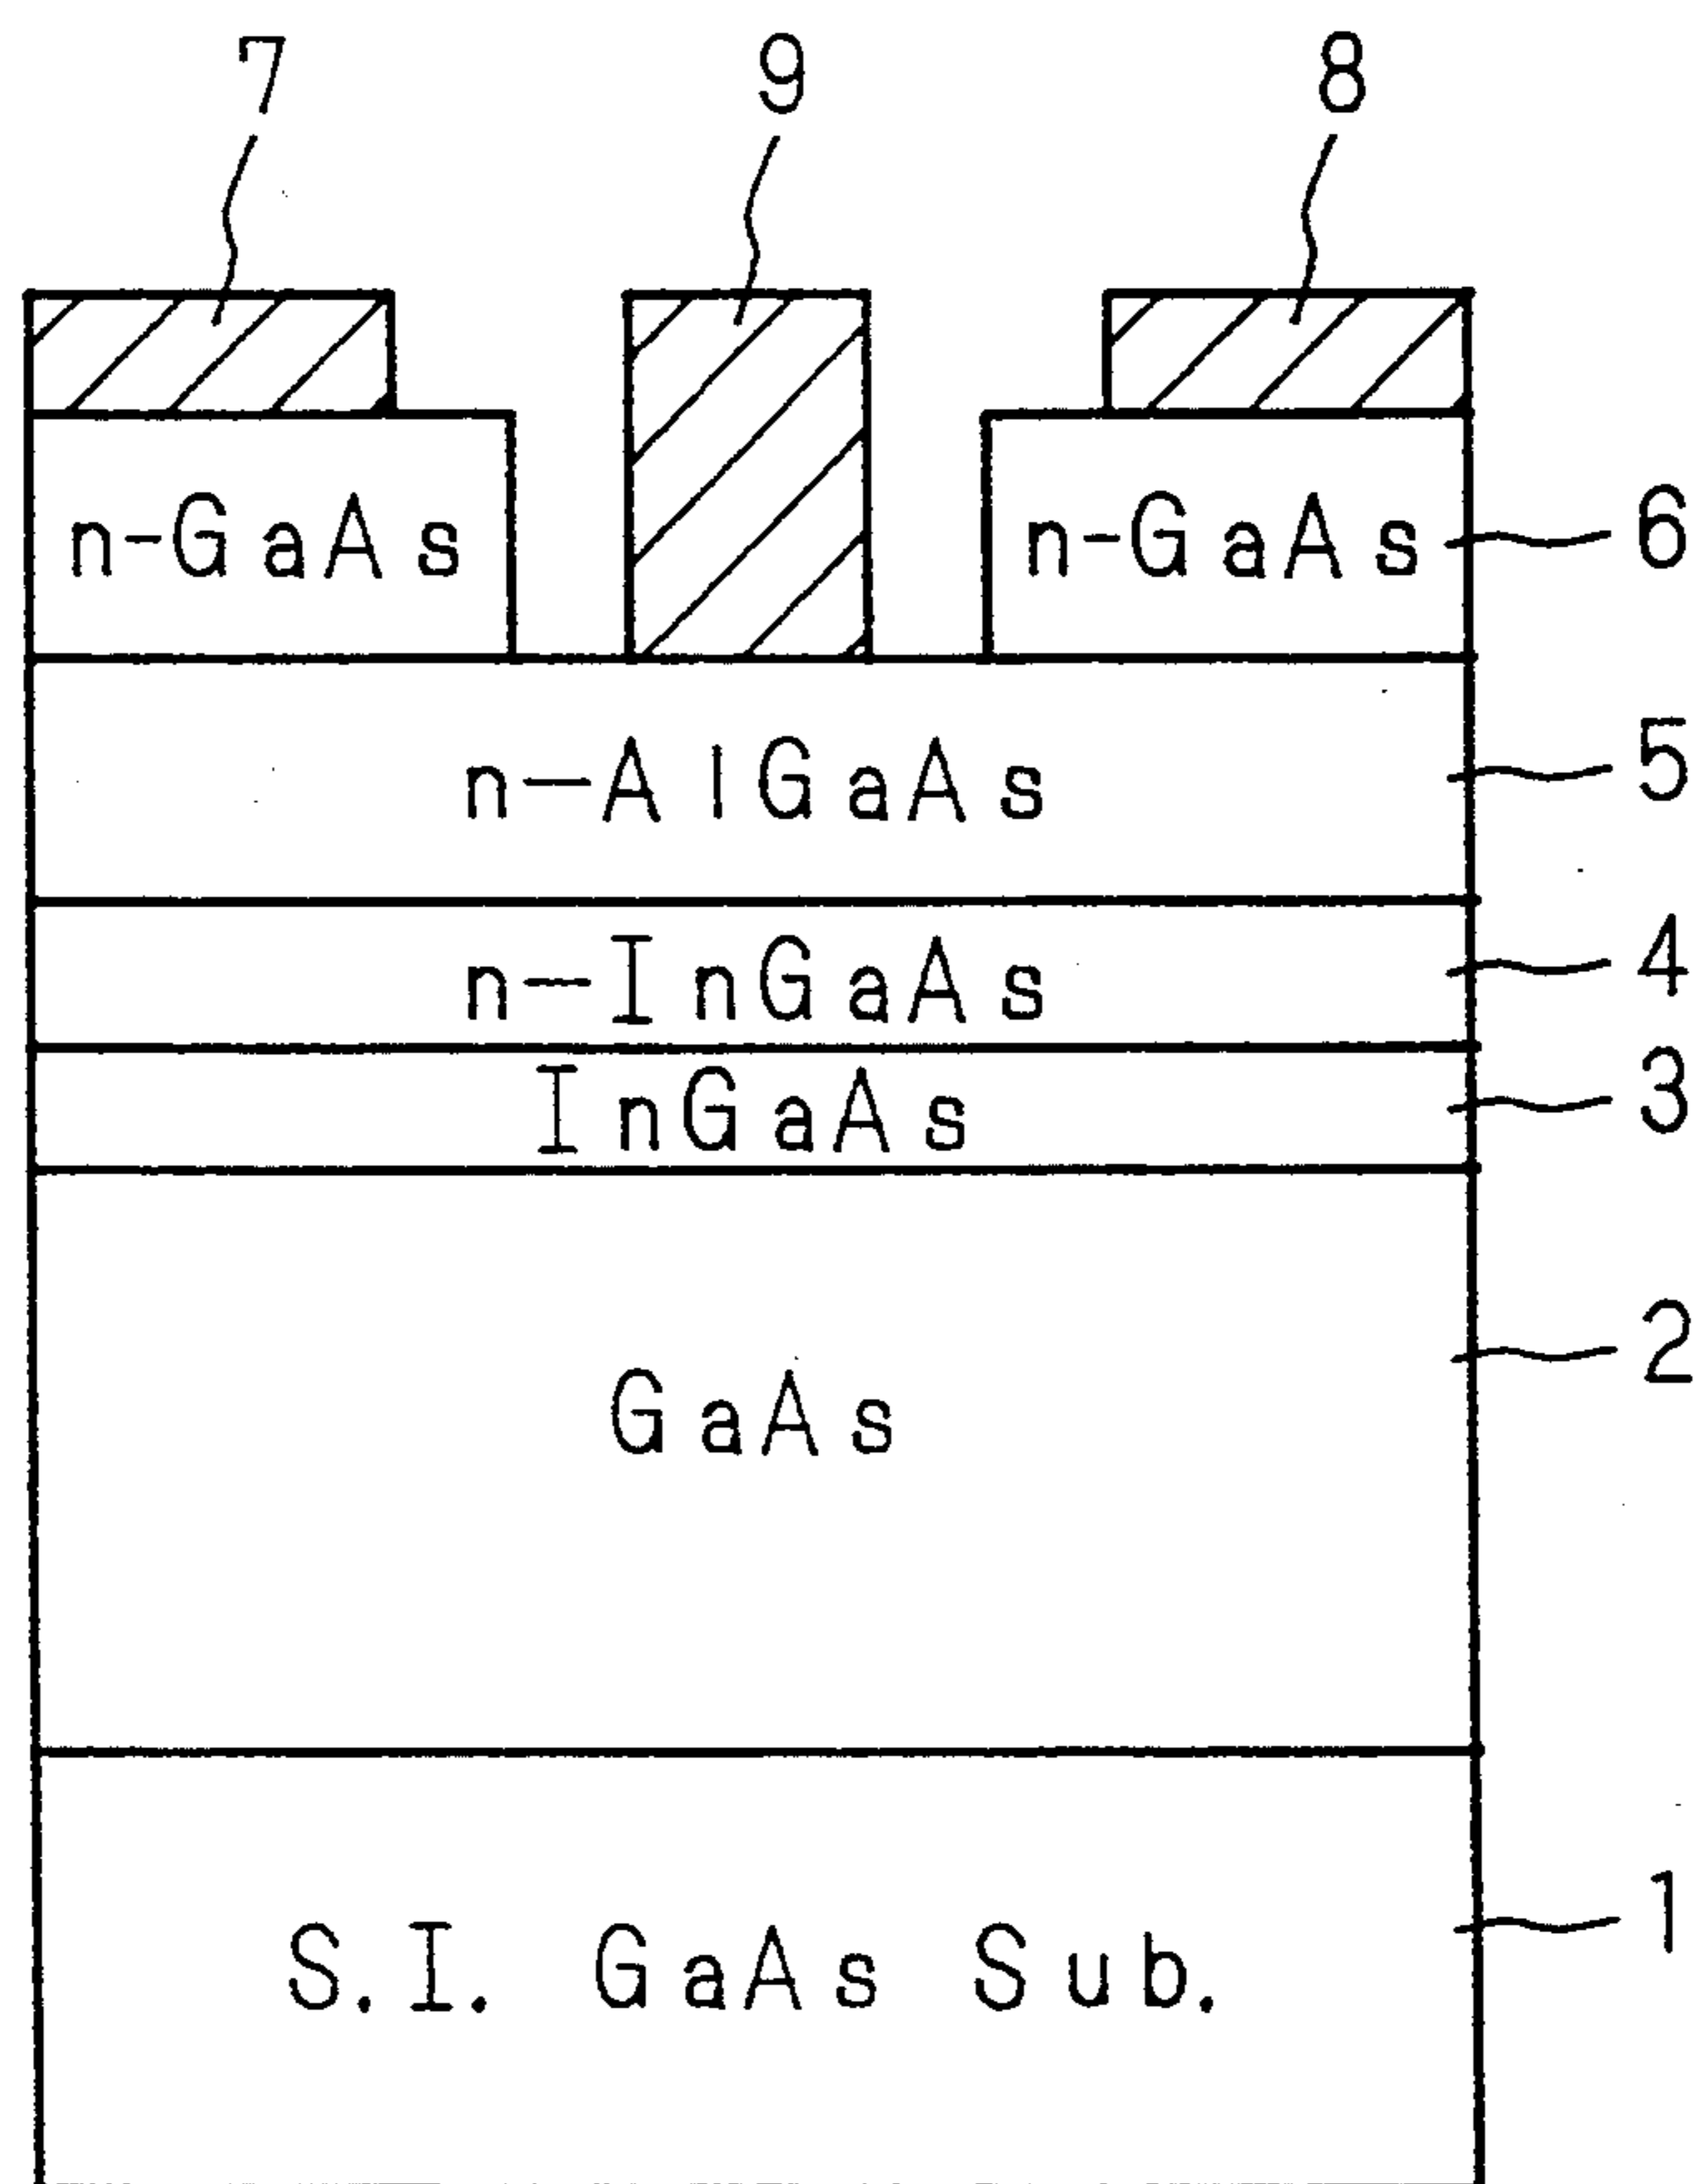 7 9 8
n-GaAs n-GaAs 6
n-AlGaAs 5
n-InGaAs 4
InGaAs 3
GaAs 2
S.I. GaAs Sub. 1